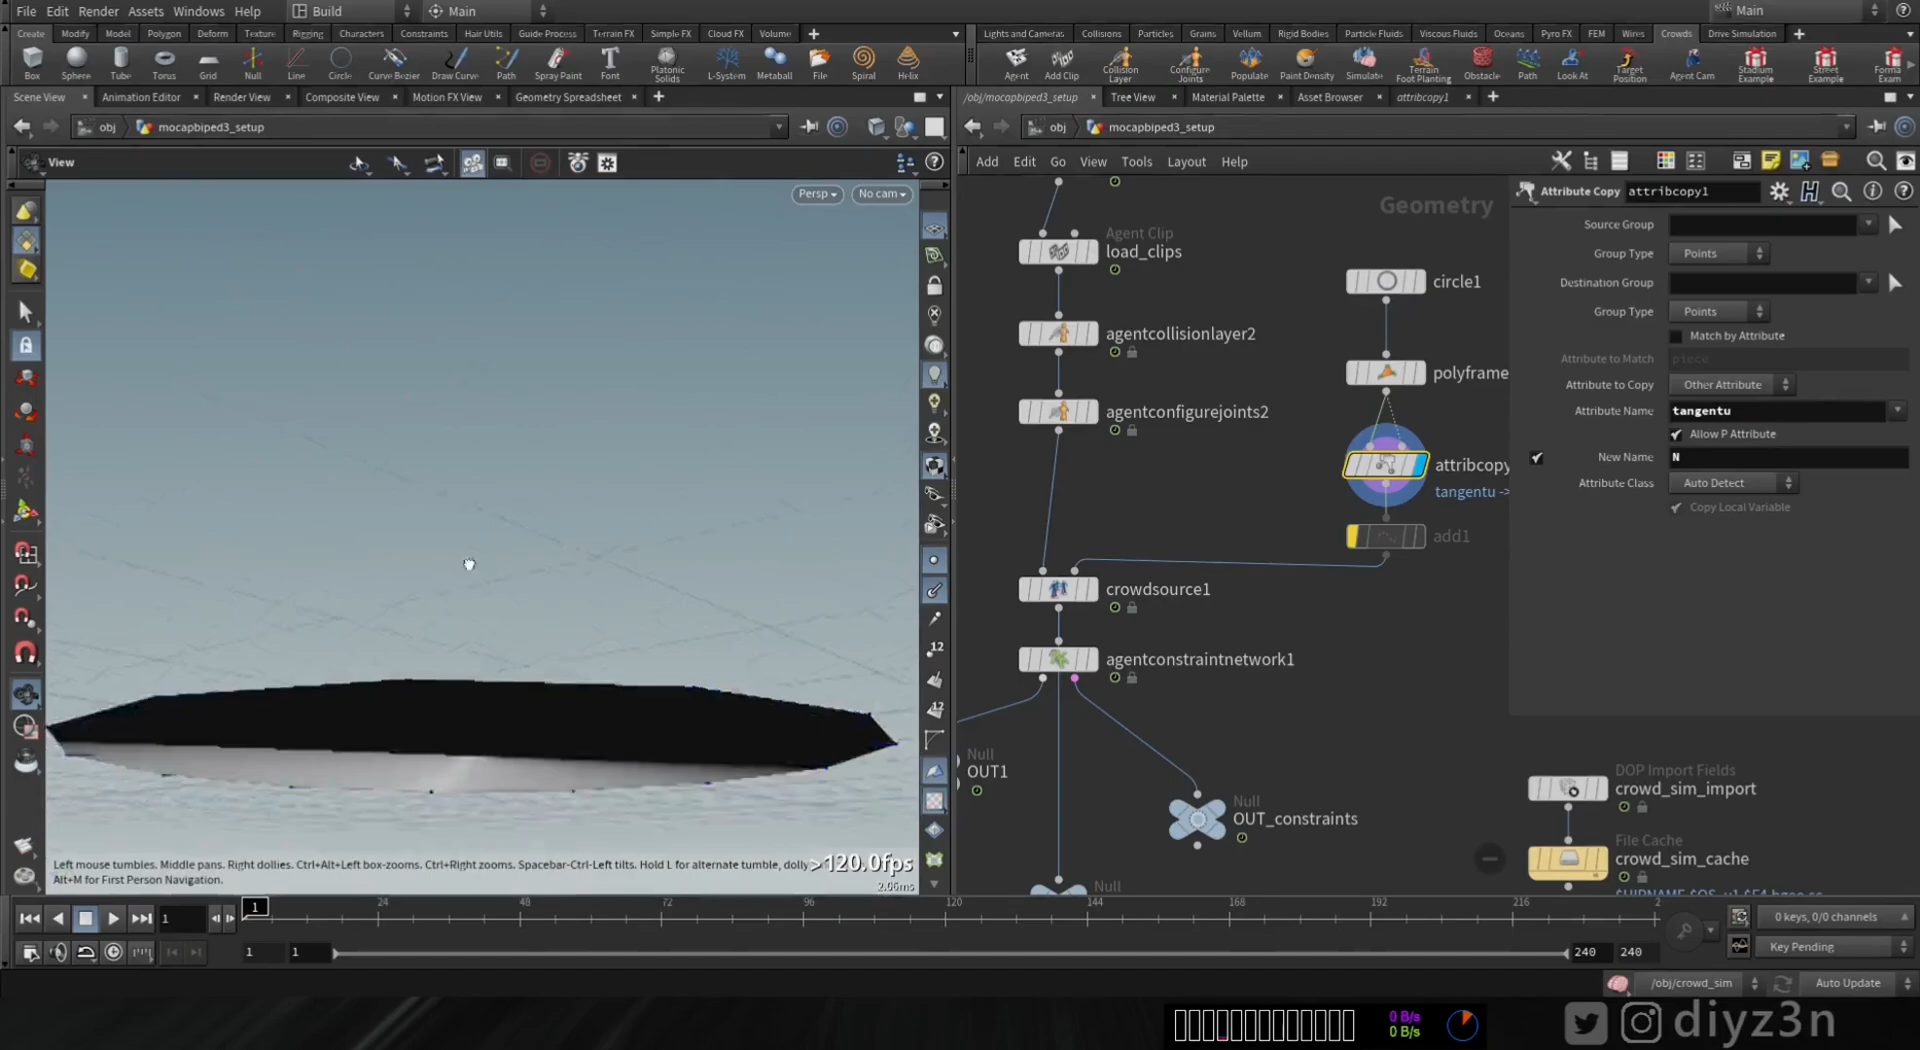 File Edit Render Assets Windows Help Build Main Main
Create Modify Model Polygon Deform Texture Rigging Characters Constraints Hair Utils Guide Process Terrain FX Simple FX Cloud FX Volume
Lights and Cameras Collisions Particles Grains Vellum Rigid Bodies Particle Fluids Viscous Fluids Oceans Pyro FX FEM Wires Crowds Drive Simulation
Box Sphere Tube Torus Grid Null Line Circle Curve Bezier Draw Curve Path Spray Paint Font Platonic Solids L-System Metaball File Spiral Helix
Agent Add Clip Collision Layer Configure Joints Populate Paint Density Simulate Terrain Foot Planting Obstacle Path Look At Target Position Agent Cam Stadium Example Street Example Forma Exam
Scene View Animation Editor Render View Composite View Motion FX View Geometry Spreadsheet
/obj/mocapbiped3_setup Tree View Material Palette Asset Browser attribcopy1
obj mocapbiped3_setup
obj mocapbiped3_setup
View
Add Edit Go View Tools Layout Help
Persp No cam
Geometry
Attribute Copy attribcopy1
Source Group
Group Type Points
Destination Group
Group Type Points
Match by Attribute
Attribute to Match piece
Attribute to Copy Other Attribute
Attribute Name tangentu
Allow P Attribute
New Name N
Attribute Class Auto Detect
Copy Local Variable
Agent Clip
load_clips
circle1
agentcollisionlayer2
polyframe
agentconfigurejoints2
attribcopy
tangentu ->
add1
crowdsource1
agentconstraintnetwork1
Null
OUT1
Null
OUT_constraints
DOP Import Fields
crowd_sim_import
File Cache
crowd_sim_cache
Null
12
12
Left mouse tumbles. Middle pans. Right dollies. Ctrl+Alt+Left box-zooms. Ctrl+Right zooms. Spacebar-Ctrl-Left tilts. Hold L for alternate tumble, dolly
Alt+M for First Person Navigation.
>120.0fps
2.06ms
1 1 24 48 72 96 120 144 168 192 216 2
0 keys, 0/0 channels
1 1 240 240
Key Pending
/obj/crowd_sim Auto Update
0 B/s
0 B/s
diyz3n